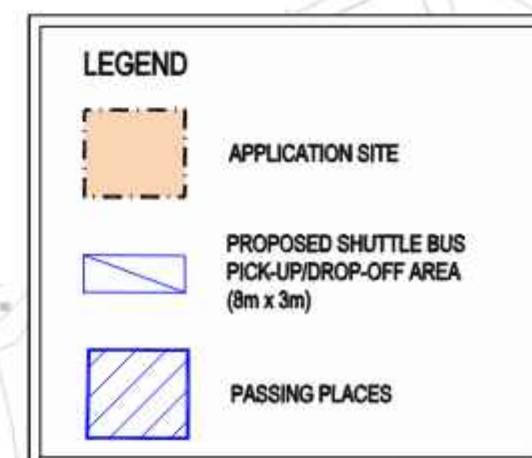 LEGEND
APPLICATION SITE
PROPOSED SHUTTLE BUS
PICK-UP/DROP-OFF AREA
(8m x 3m)
PASSING PLACES